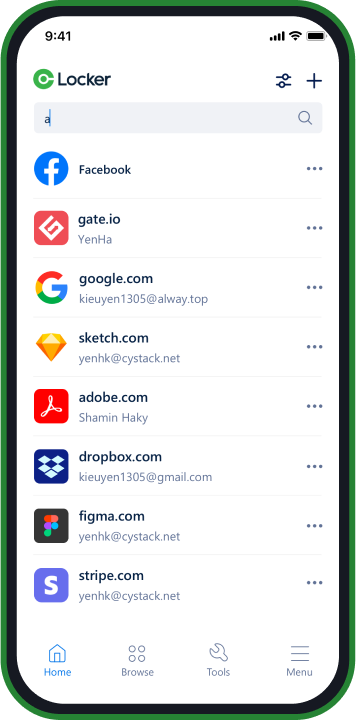 9:41
Locker
a
Facebook
gate.io
YenHa
google.com
kieuyen1305@alway.top
sketch.com
yenhk@cystack.net
adobe.com
Shamin Haky
dropbox.com
kieuyen1305@gmail.com
figma.com
yenhk@cystack.net
S
stripe.com
yenhk@cystack.net
Home
Browse
Tools
Menu